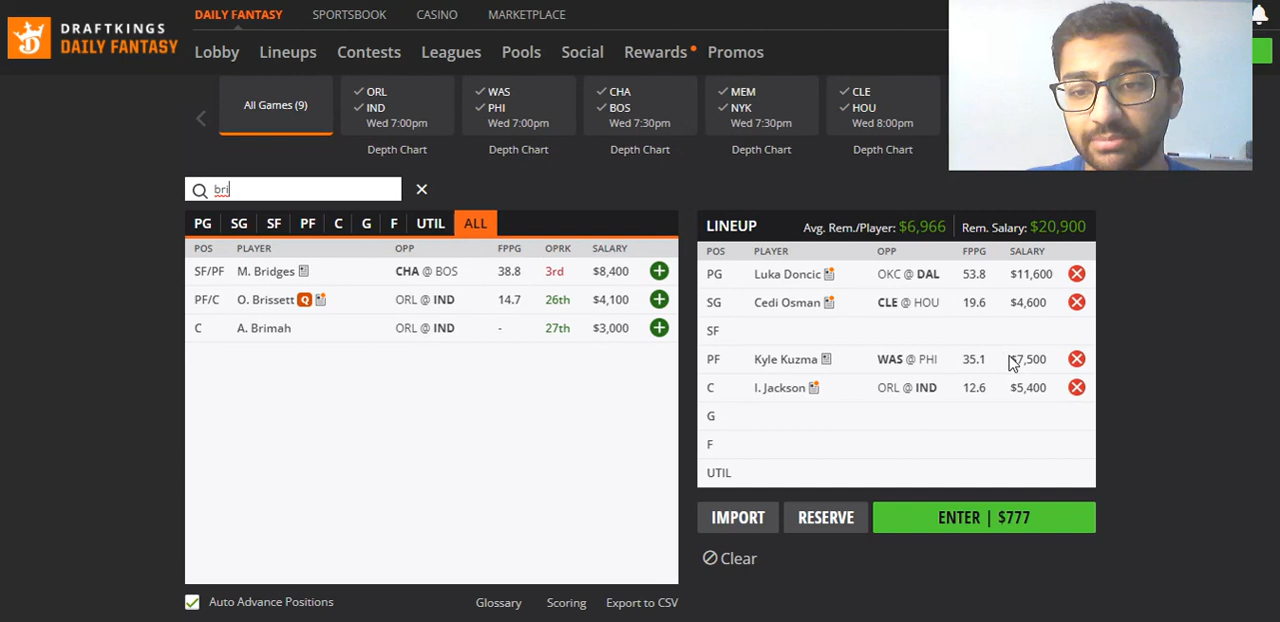 DRAFTKINGS
DAILY FANTASY
DAILY FANTASY SPORTSBOOK CASINO MARKETPLACE
Lobby Lineups Contests Leagues Pools Social Rewards Promos
All Games (9)
ORL
IND
Wed 7:00pm
Depth Chart
WAS
PHI
Wed 7:00pm
Depth Chart
CHA
BOS
Wed 7:30pm
Depth Chart
MEM
NYK
Wed 7:30pm
Depth Chart
CLE
HOU
Wed 8:00pm
Depth Chart
bri
PG SG SF PF C G F UTIL ALL
POS PLAYER OPP FPPG OPRK SALARY
SF/PF M. Bridges CHA @ BOS 38.8 3rd $8,400
PF/C O. Brissett Q ORL @ IND 14.7 26th $4,100
C A. Brimah ORL @ IND - 27th $3,000
Auto Advance Positions Glossary Scoring Export to CSV
LINEUP Avg. Rem./Player: $6,966 Rem. Salary: $20,900
POS PLAYER OPP FPPG SALARY
PG Luka Doncic OKC @ DAL 53.8 $11,600
SG Cedi Osman CLE @ HOU 19.6 $4,600
SF
PF Kyle Kuzma WAS @ PHI 35.1 $7,500
C I. Jackson ORL @ IND 12.6 $5,400
G
F
UTIL
IMPORT RESERVE ENTER | $777
Clear